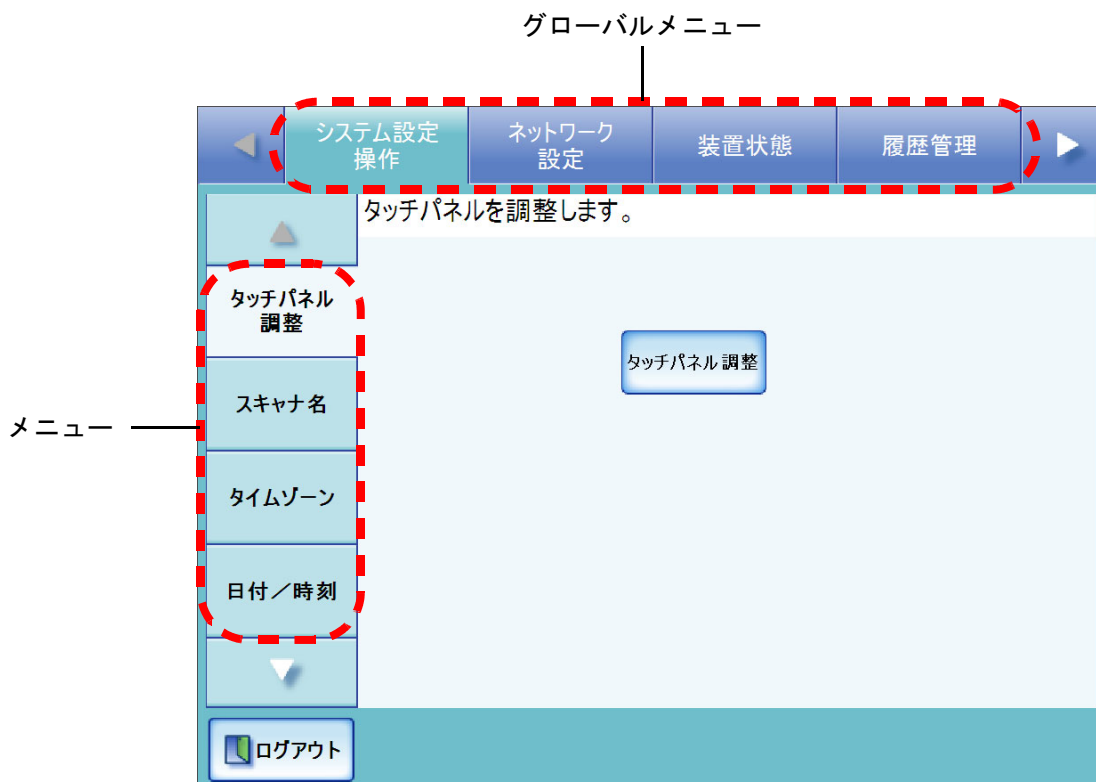 グローバルメニュー
システム設定
操作
ネットワーク
設定
装置状態
履歴管理
タッチパネルを調整します。
タッチパネル
調整
タッチパネル調整
スキャナ名
メニュー
タイムゾーン
日付／時刻
ログアウト